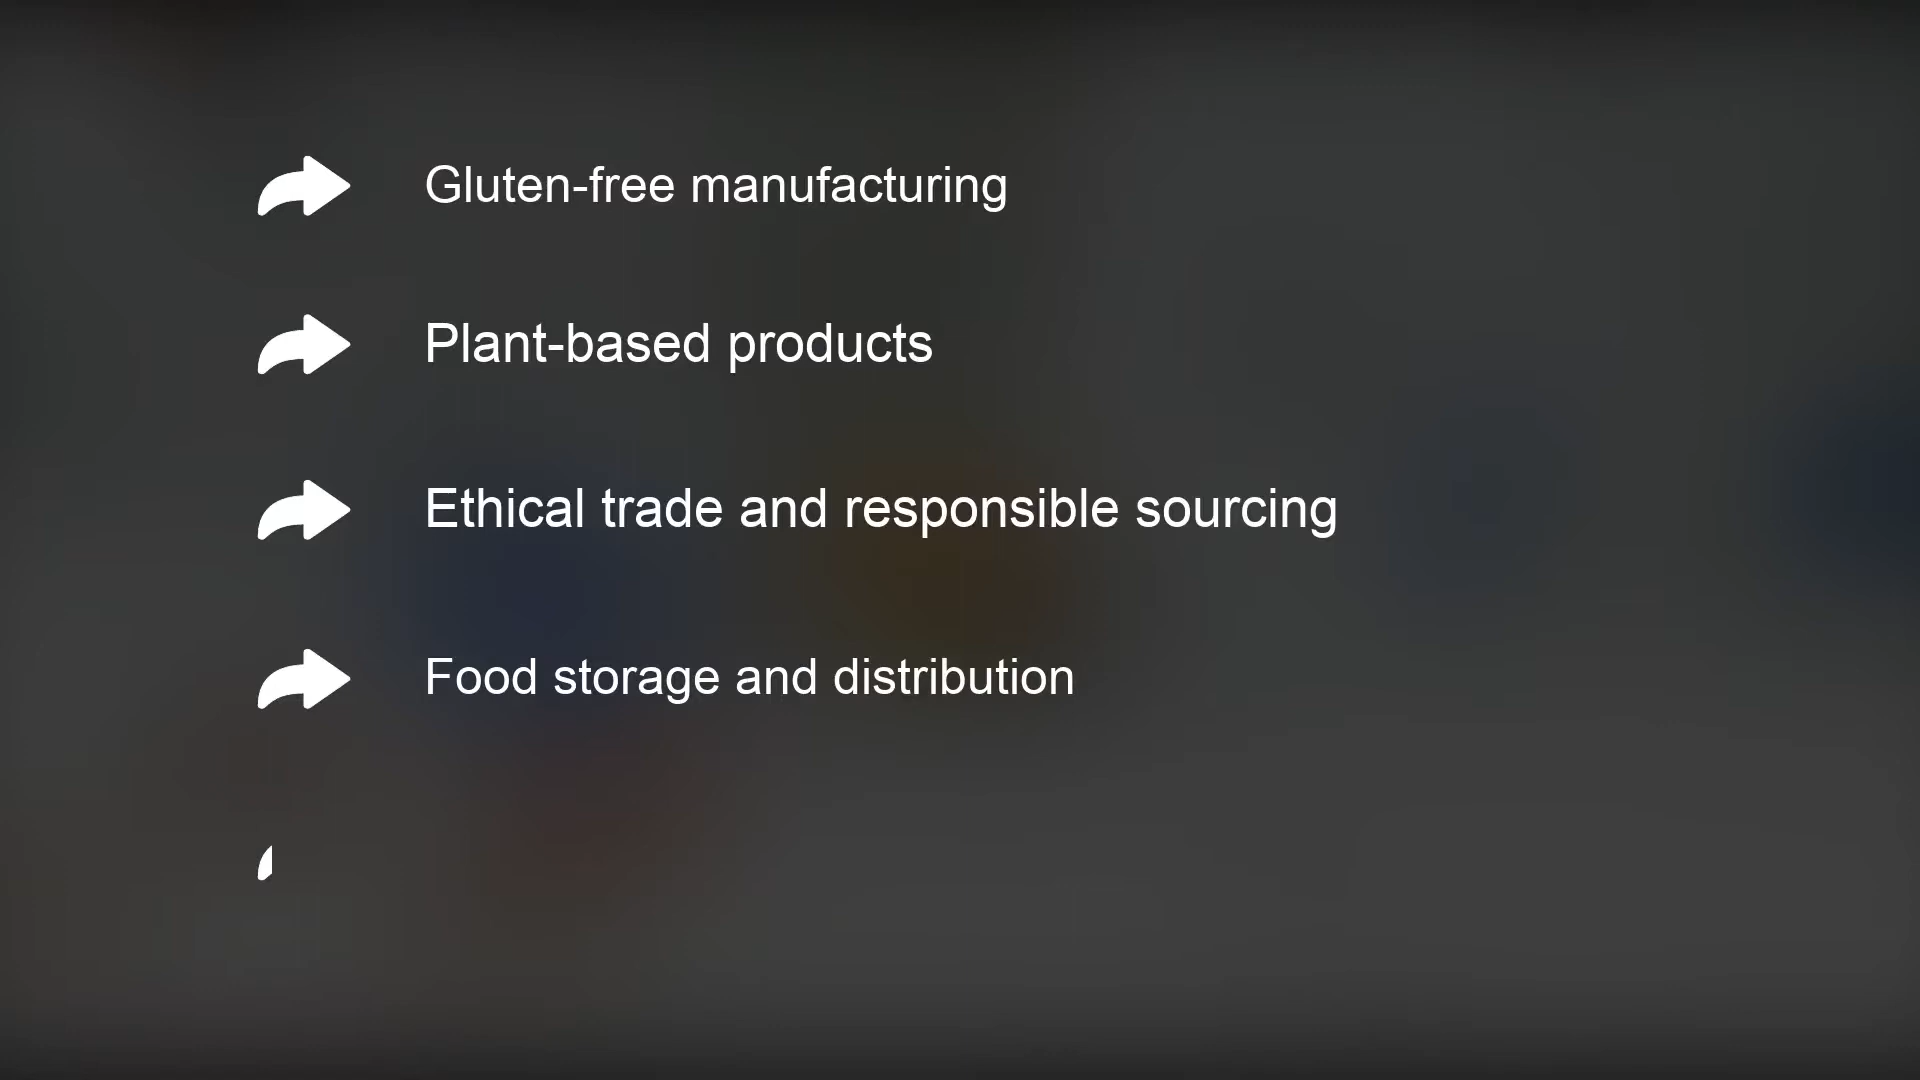 Gluten-free manufacturing
Plant-based products
Ethical trade and responsible sourcing
Food storage and distribution